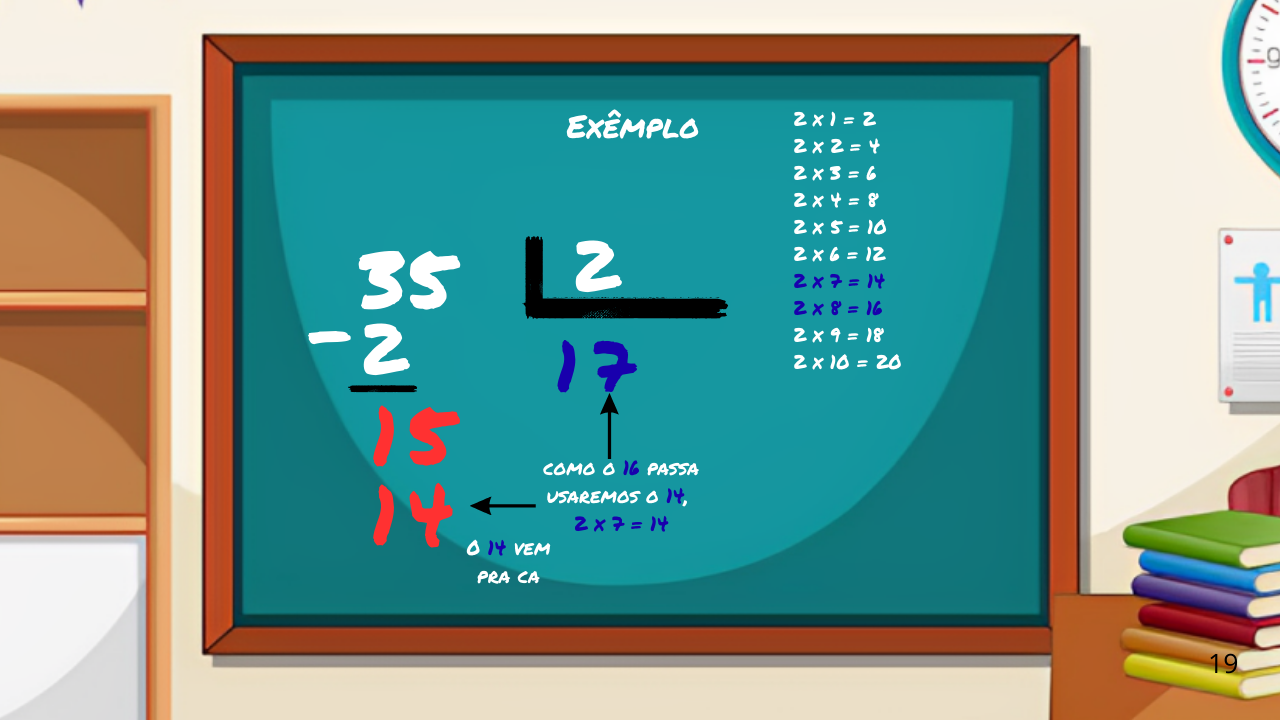 EXÊMPLO
35
2
- 2
15
14
17
COMO O 16 PASSA
USAREMOS O 14,
2 X 7 = 14
O 14 VEM
PRA CA
2 X 1 = 2
2 X 2 = 4
2 X 3 = 6
2 X 4 = 8
2 X 5 = 10
2 X 6 = 12
2 X 7 = 14
2 X 8 = 16
2 X 9 = 18
2 X 10 = 20
9
19